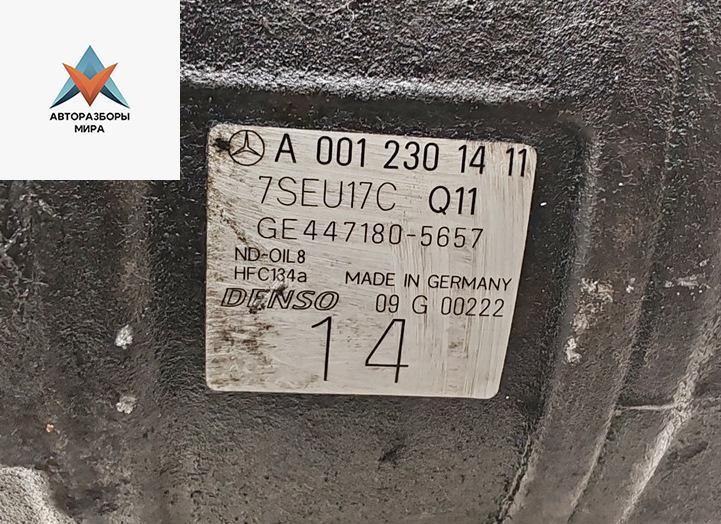 АВТОРАЗБОРЫ
МИРА
A 001 230 14 11
7SEU17C Q11
GE447180-5657
ND-OIL8
HFC134a MADE IN GERMANY
DENSO 09 G 00222
14